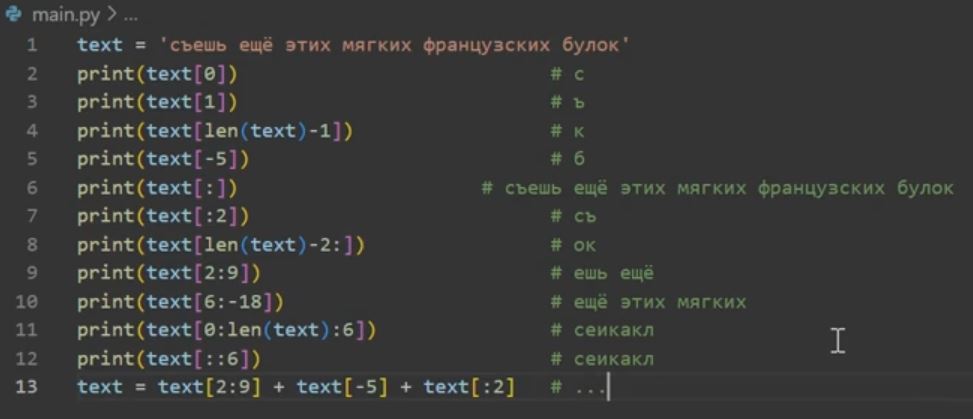 main.py > ...
1 text = 'съешь ещё этих мягких французских булок'
2 print(text[0]) # с
3 print(text[1]) # ъ
4 print(text[len(text)-1]) # к
5 print(text[-5]) # б
6 print(text[:]) # съешь ещё этих мягких французских булок
7 print(text[:2]) # съ
8 print(text[len(text)-2:]) # ок
9 print(text[2:9]) # ешь ещё
10 print(text[6:-18]) # ещё этих мягких
11 print(text[0:len(text):6]) # сеикакл
12 print(text[::6]) # сеикакл
13 text = text[2:9] + text[-5] + text[:2] # ...